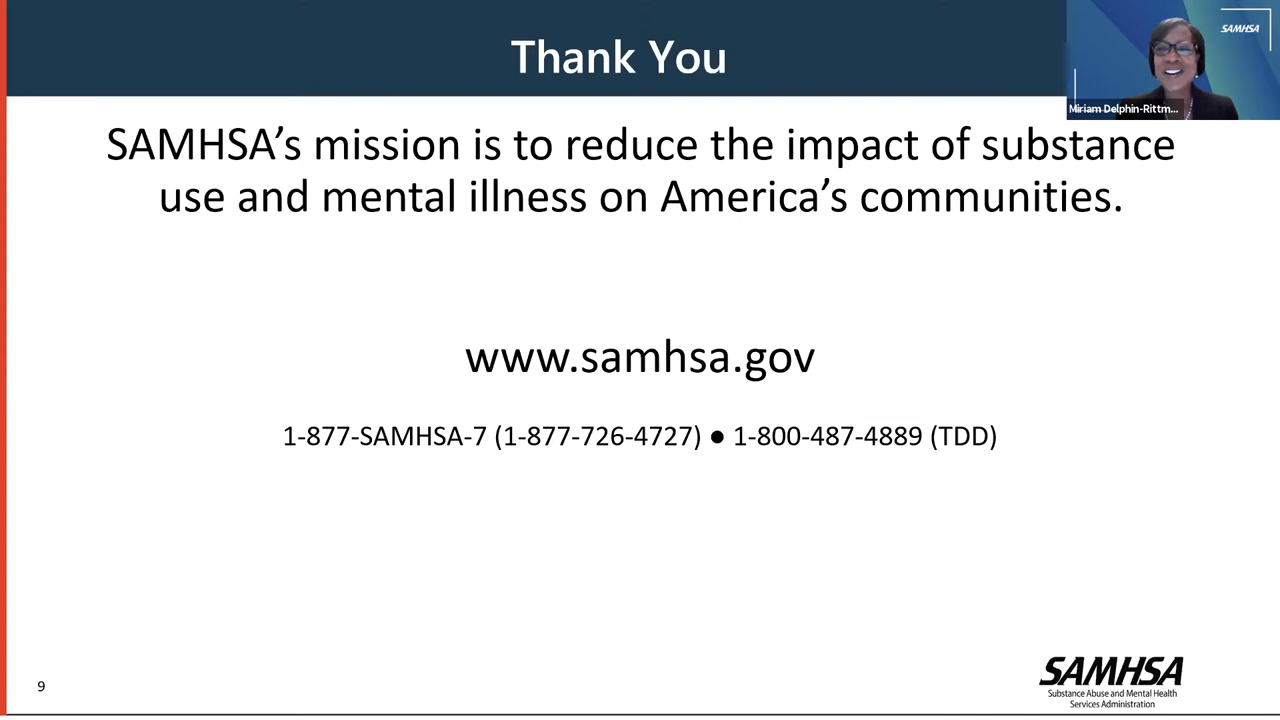 Thank You
SAMHSA
Miriam Delphin-Rittm...
SAMHSA’s mission is to reduce the impact of substance
use and mental illness on America’s communities.
www.samhsa.gov
1-877-SAMHSA-7 (1-877-726-4727) ● 1-800-487-4889 (TDD)
9
SAMHSA
Substance Abuse and Mental Health
Services Administration